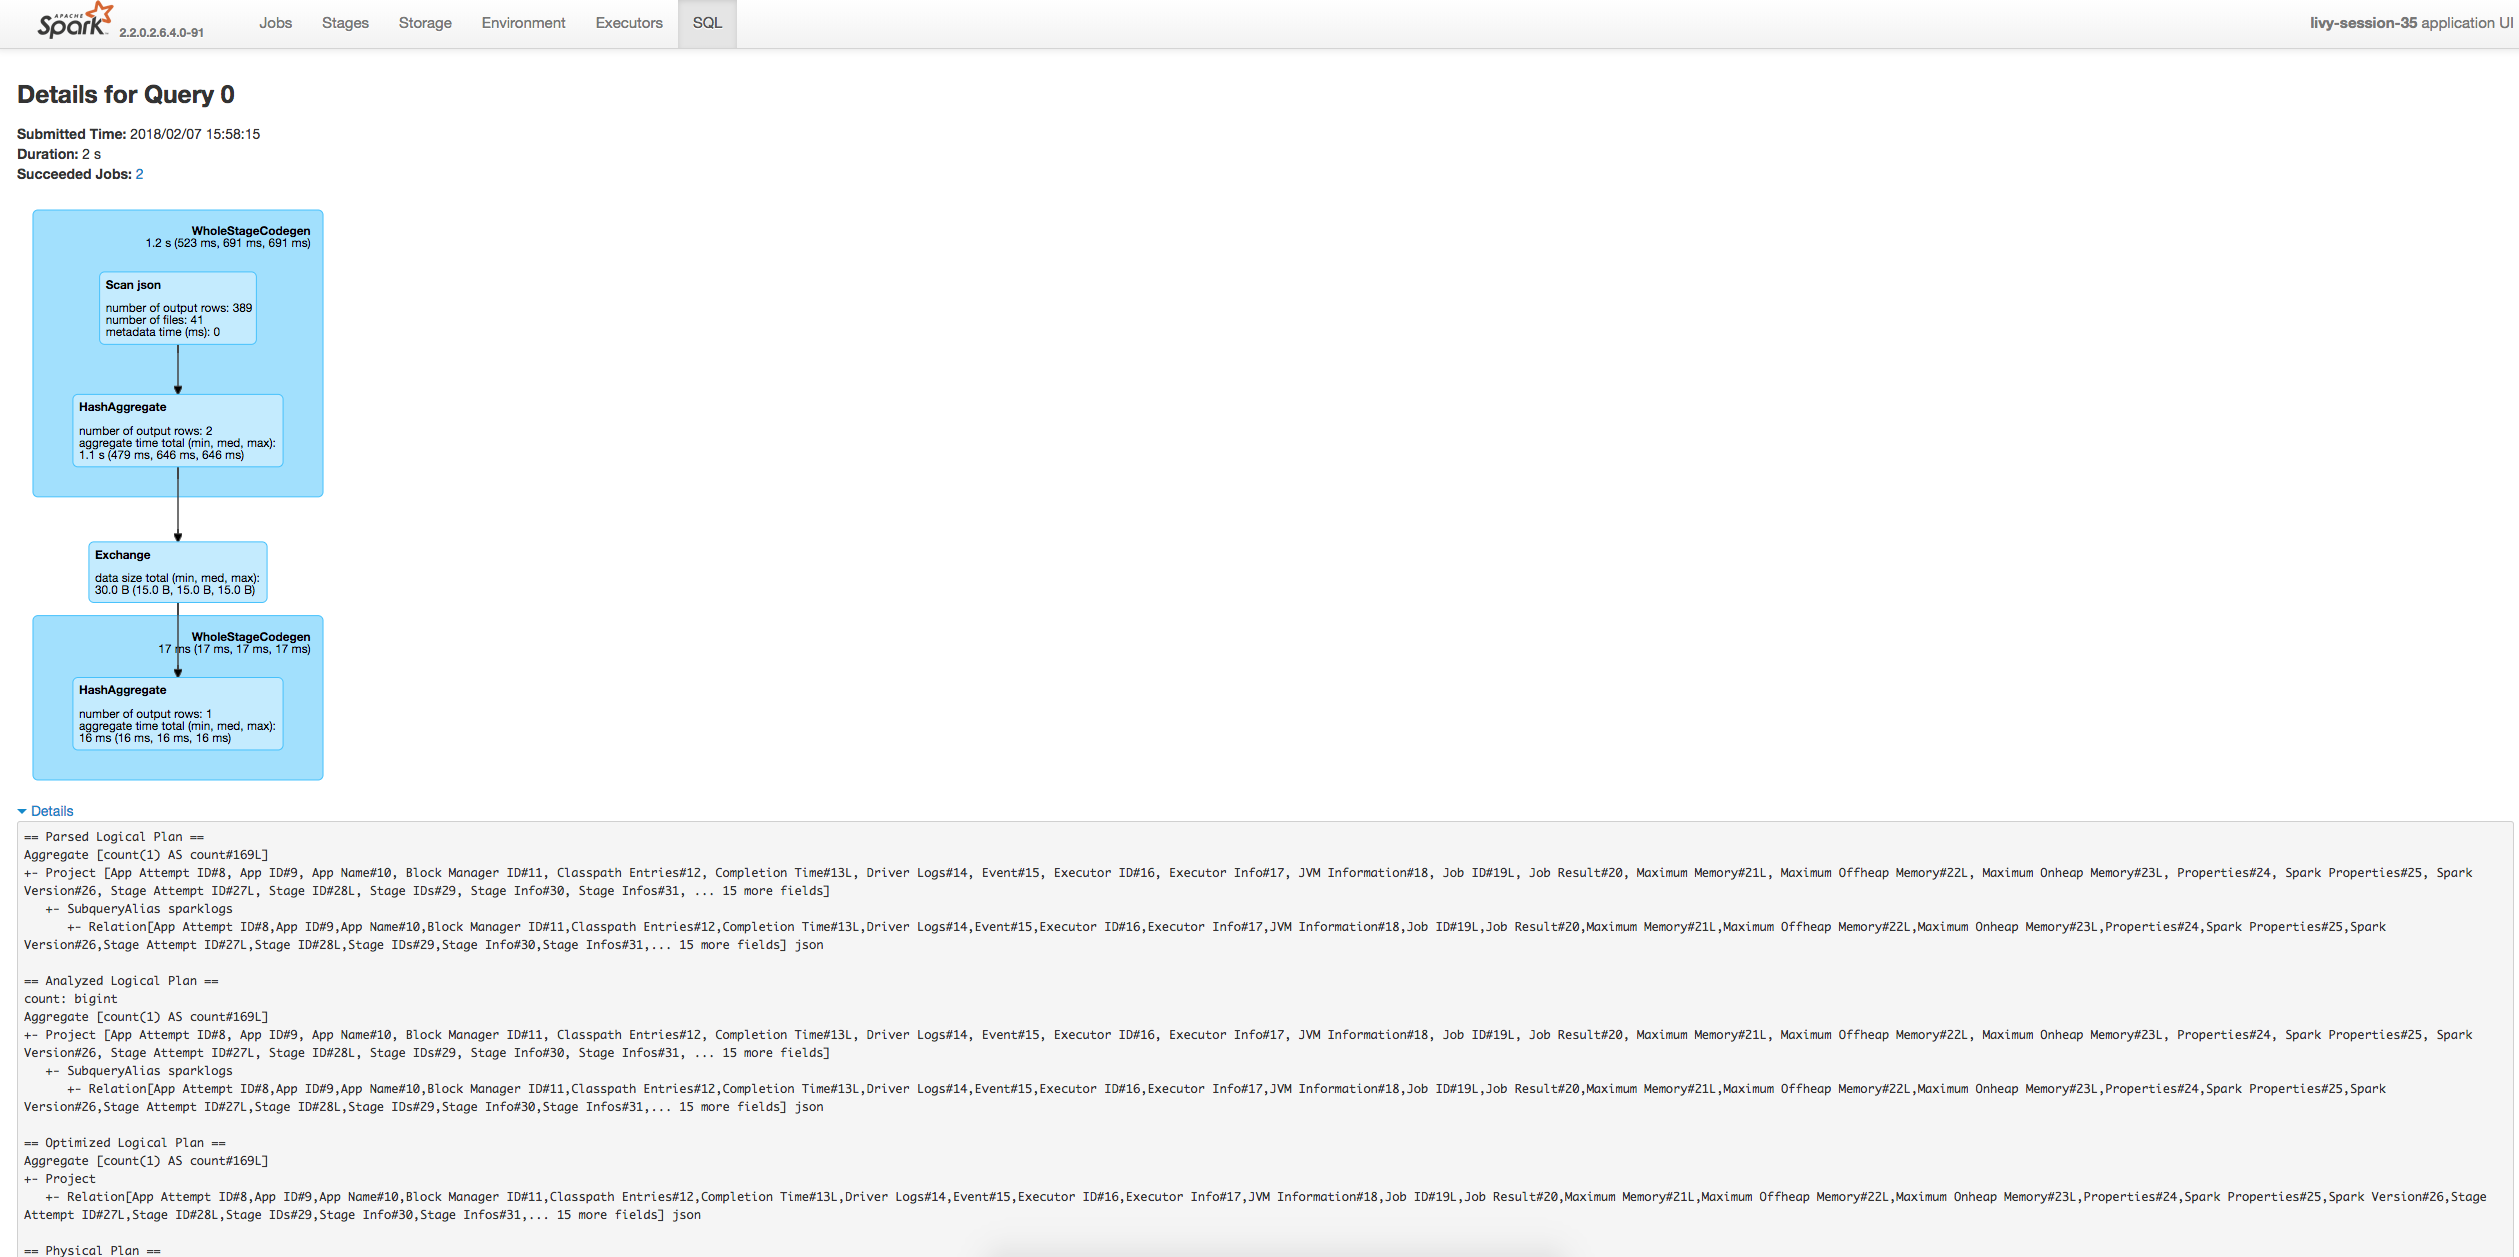 APACHE
Spark 2.2.0.2.6.4.0-91 Jobs Stages Storage Environment Executors SQL livy-session-35 application UI
Details for Query 0
Submitted Time: 2018/02/07 15:58:15
Duration: 2 s
Succeeded Jobs: 2
WholeStageCodegen
1.2 s (523 ms, 691 ms, 691 ms)
Scan json
number of output rows: 389
number of files: 41
metadata time (ms): 0
HashAggregate
number of output rows: 2
aggregate time total (min, med, max):
1.1 s (479 ms, 646 ms, 646 ms)
Exchange
data size total (min, med, max):
30.0 B (15.0 B, 15.0 B, 15.0 B)
WholeStageCodegen
17 ms (17 ms, 17 ms, 17 ms)
HashAggregate
number of output rows: 1
aggregate time total (min, med, max):
16 ms (16 ms, 16 ms, 16 ms)
Details
== Parsed Logical Plan ==
Aggregate [count(1) AS count#169L]
+- Project [App Attempt ID#8, App ID#9, App Name#10, Block Manager ID#11, Classpath Entries#12, Completion Time#13L, Driver Logs#14, Event#15, Executor ID#16, Executor Info#17, JVM Information#18, Job ID#19L, Job Result#20, Maximum Memory#21L, Maximum Offheap Memory#22L, Maximum Onheap Memory#23L, Properties#24, Spark Properties#25, Spark
Version#26, Stage Attempt ID#27L, Stage ID#28L, Stage IDs#29, Stage Info#30, Stage Infos#31, ... 15 more fields]
+- SubqueryAlias sparklogs
+- Relation[App Attempt ID#8,App ID#9,App Name#10,Block Manager ID#11,Classpath Entries#12,Completion Time#13L,Driver Logs#14,Event#15,Executor ID#16,Executor Info#17,JVM Information#18,Job ID#19L,Job Result#20,Maximum Memory#21L,Maximum Offheap Memory#22L,Maximum Onheap Memory#23L,Properties#24,Spark Properties#25,Spark
Version#26,Stage Attempt ID#27L,Stage ID#28L,Stage IDs#29,Stage Info#30,Stage Infos#31,... 15 more fields] json
== Analyzed Logical Plan ==
count: bigint
Aggregate [count(1) AS count#169L]
+- Project [App Attempt ID#8, App ID#9, App Name#10, Block Manager ID#11, Classpath Entries#12, Completion Time#13L, Driver Logs#14, Event#15, Executor ID#16, Executor Info#17, JVM Information#18, Job ID#19L, Job Result#20, Maximum Memory#21L, Maximum Offheap Memory#22L, Maximum Onheap Memory#23L, Properties#24, Spark Properties#25, Spark
Version#26, Stage Attempt ID#27L, Stage ID#28L, Stage IDs#29, Stage Info#30, Stage Infos#31, ... 15 more fields]
+- SubqueryAlias sparklogs
+- Relation[App Attempt ID#8,App ID#9,App Name#10,Block Manager ID#11,Classpath Entries#12,Completion Time#13L,Driver Logs#14,Event#15,Executor ID#16,Executor Info#17,JVM Information#18,Job ID#19L,Job Result#20,Maximum Memory#21L,Maximum Offheap Memory#22L,Maximum Onheap Memory#23L,Properties#24,Spark Properties#25,Spark
Version#26,Stage Attempt ID#27L,Stage ID#28L,Stage IDs#29,Stage Info#30,Stage Infos#31,... 15 more fields] json
== Optimized Logical Plan ==
Aggregate [count(1) AS count#169L]
+- Project
+- Relation[App Attempt ID#8,App ID#9,App Name#10,Block Manager ID#11,Classpath Entries#12,Completion Time#13L,Driver Logs#14,Event#15,Executor ID#16,Executor Info#17,JVM Information#18,Job ID#19L,Job Result#20,Maximum Memory#21L,Maximum Offheap Memory#22L,Maximum Onheap Memory#23L,Properties#24,Spark Properties#25,Spark Version#26,Stage
Attempt ID#27L,Stage ID#28L,Stage IDs#29,Stage Info#30,Stage Infos#31,... 15 more fields] json
== Physical Plan ==